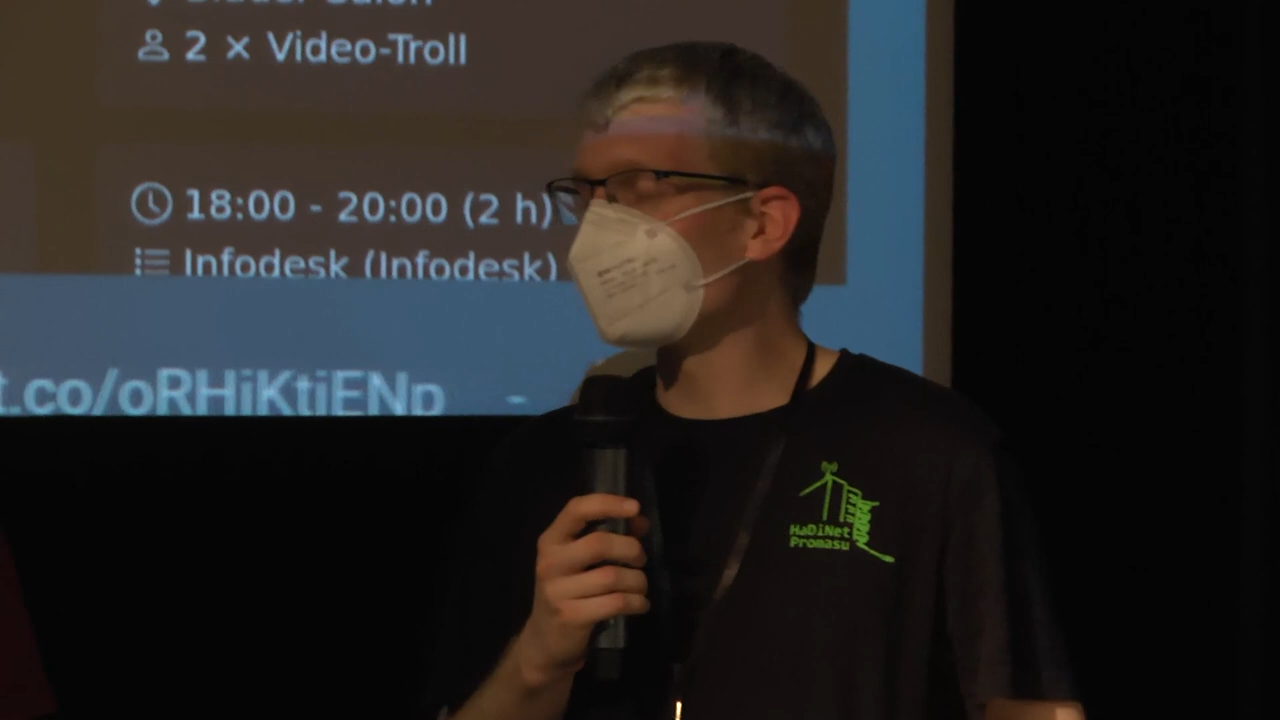 2 × Video-Troll
18:00 - 20:00 (2 h)
Infodesk (Infodesk)
t.co/oRHiKtiENp -
HaDiNet
Promasu